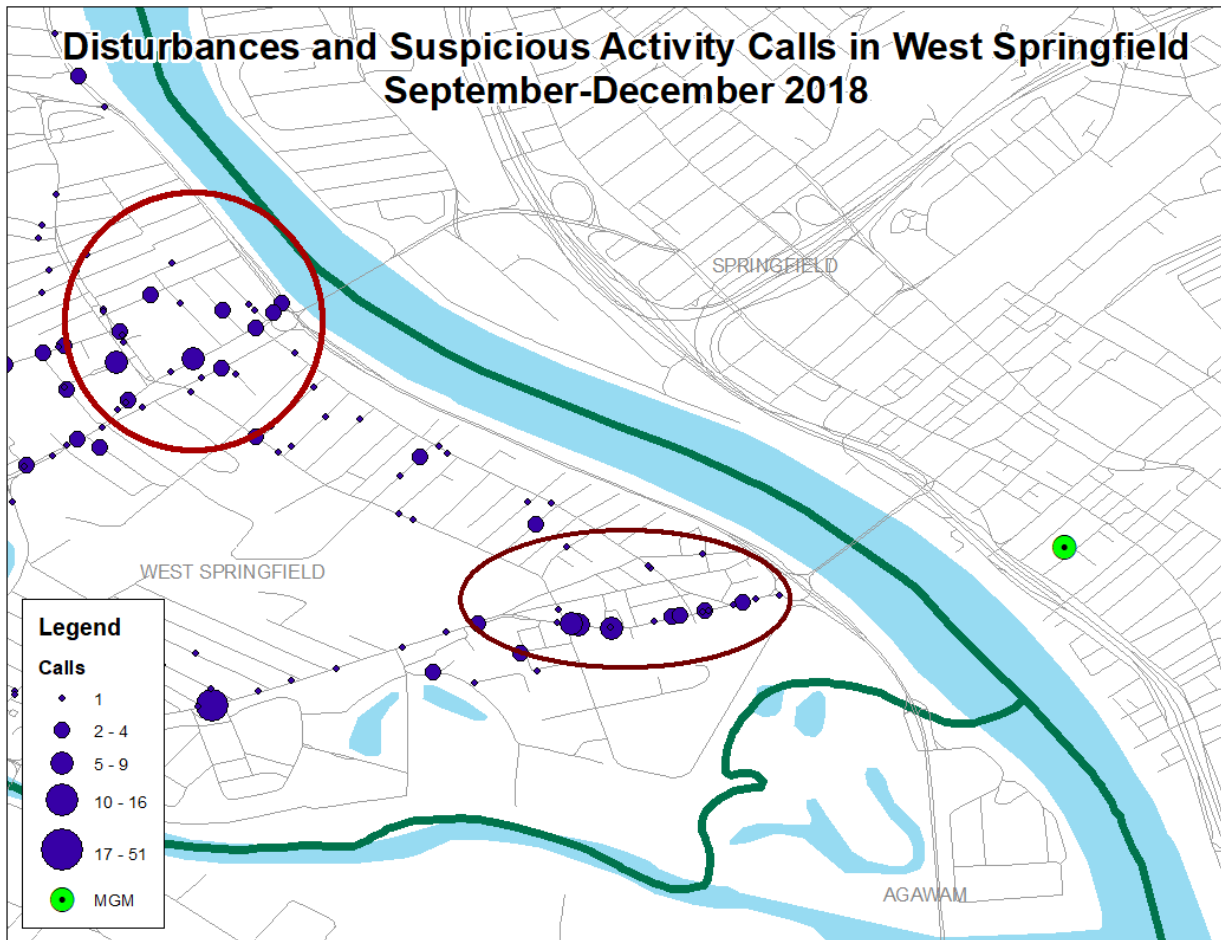 Disturbances and Suspicious Activity Calls in West Springfield
September-December 2018
SPRINGFIELD
WEST SPRINGFIELD
Legend
Calls
1
2 - 4
5 - 9
10 - 16
17 - 51
MGM
AGAWAM